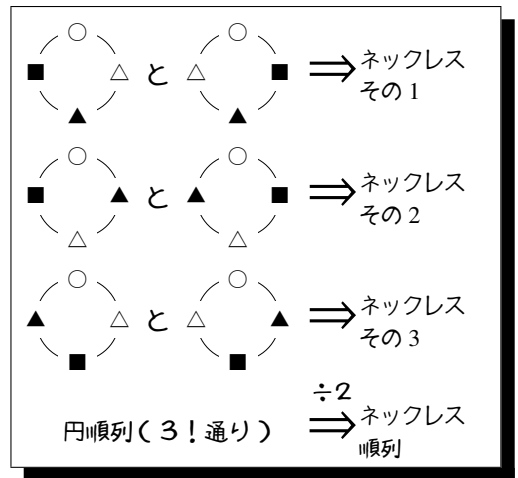 と
ネックレス
その 1
と
ネックレス
その 2
と
ネックレス
その 3
÷2
円順列(3!通り)
ネックレス
順列